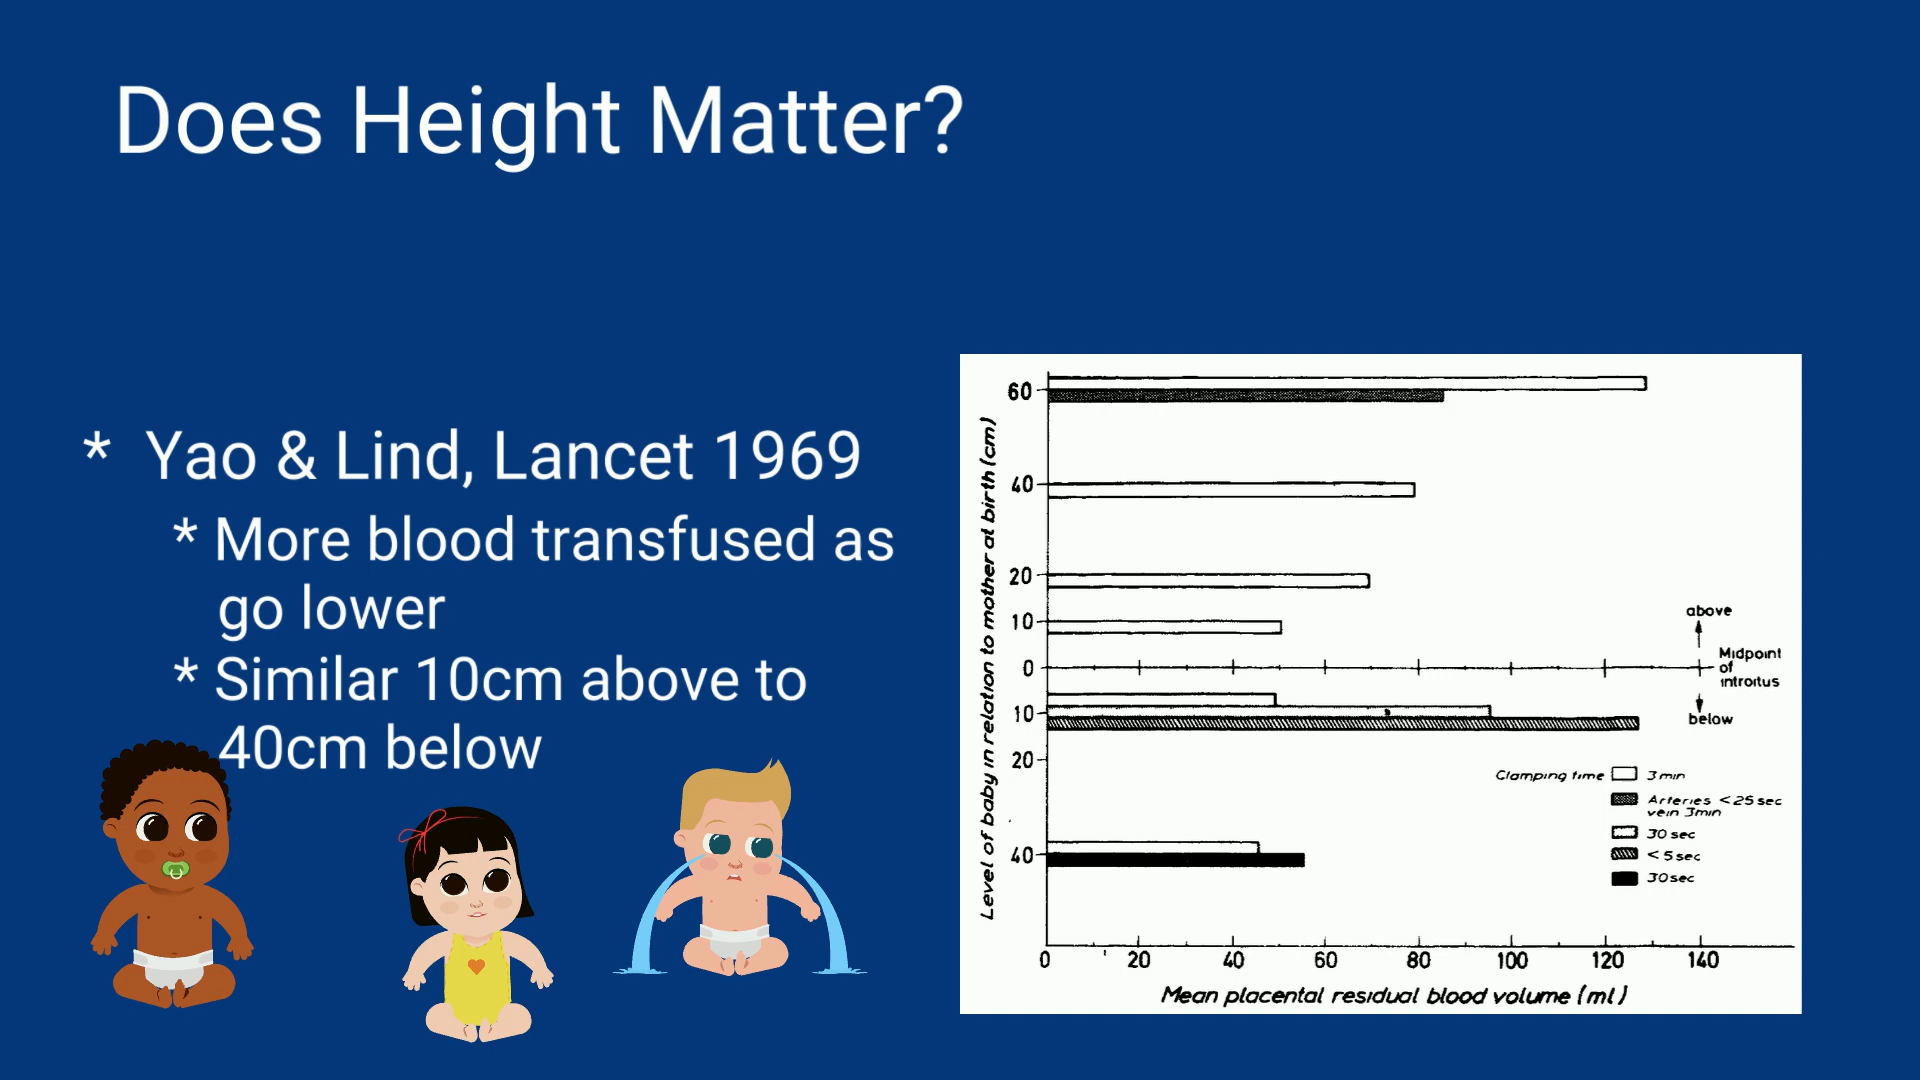 Does Height Matter?
* Yao & Lind, Lancet 1969
* More blood transfused as
go lower
* Similar 10cm above to
40cm below
Level of baby in relation to mother at birth (cm)
60
40
20
10
0
10
20
40
above
Midpoint
of
introitus
below
Clamping time
3 min
Arteries <25 sec
vein 3min
30 sec
< 5 sec
30 sec
0 20 40 60 80 100 120 140
Mean placental residual blood volume (ml)